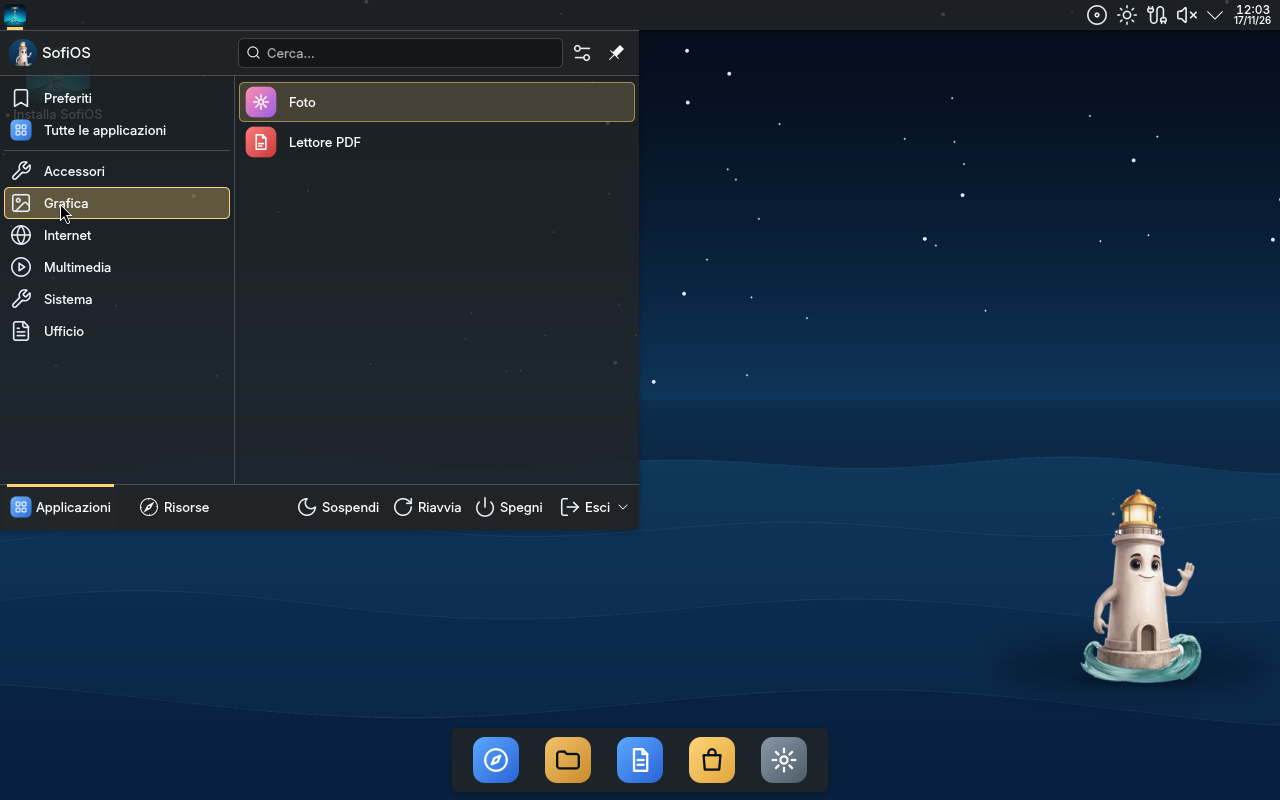 12:03
17/11/26
SofiOS
Cerca...
Preferiti
Installa SofiOS
Tutte le applicazioni
Accessori
Grafica
Internet
Multimedia
Sistema
Ufficio
Foto
Lettore PDF
Applicazioni
Risorse
Sospendi
Riavvia
Spegni
Esci